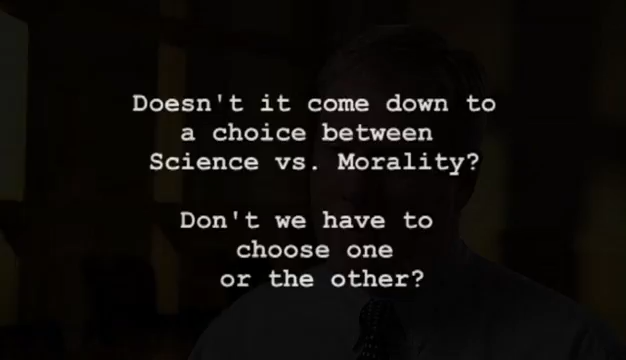 Doesn't it come down to
a choice between
Science vs. Morality?
Don't we have to
choose one
or the other?